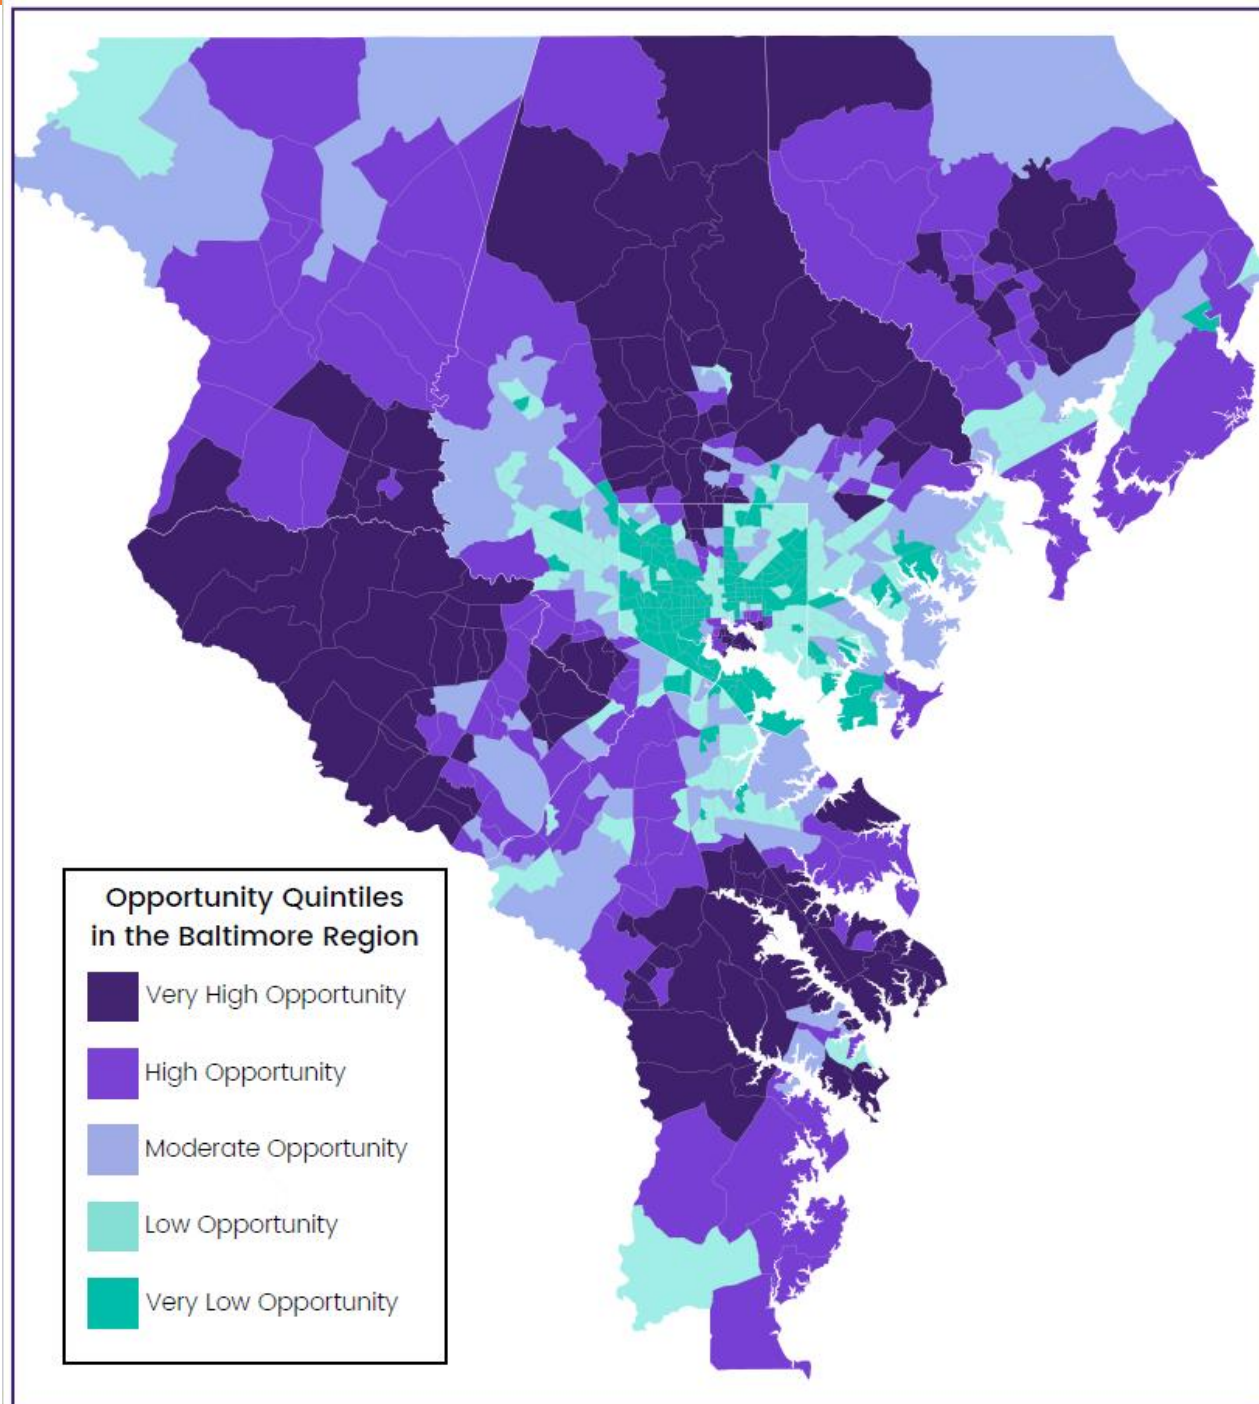 Opportunity Quintiles
in the Baltimore Region
Very High Opportunity
High Opportunity
Moderate Opportunity
Low Opportunity
Very Low Opportunity